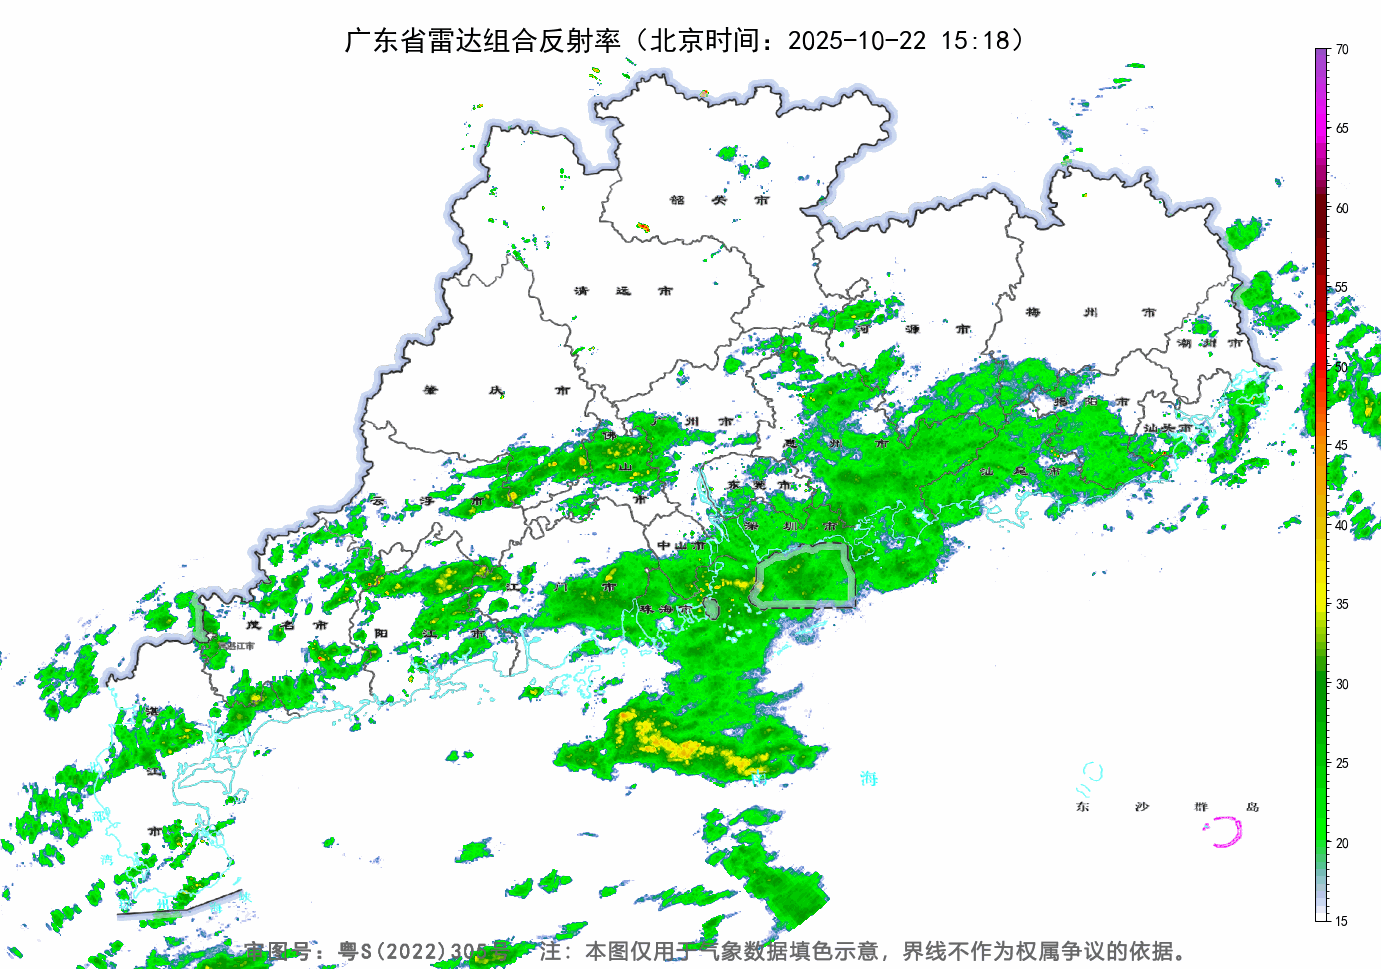 广东省雷达组合反射率（北京时间：2025-10-22 15:18）
70
65
60
55
50
45
40
35
30
25
20
15
韶 关 市
清 远 市
河 源 市
梅 州 市
潮 州 市
肇 庆 市
揭 阳 市
汕头市
佛 山 市
广 州 市
惠 州 市
汕 尾 市
云 浮 市
东 莞 市
深 圳 市
中山市
江 门 市
珠海市
茂 名 市
阳 江 市
湛江市
湛 江 市
南 海
东 沙 群 岛
湾
州
审图号：粤S(2022)305号 注：本图仅用于气象数据填色示意，界线不作为权属争议的依据。